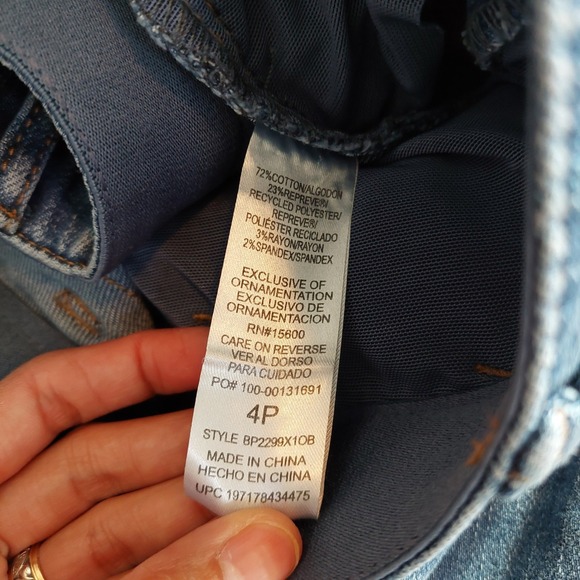 72%COTTON/ALGODON
23%REPREVE®/
RECYCLED POLYESTER/
REPREVE®/
POLIÉSTER RECICLADO
3%RAYON/RAYON
2%SPANDEX/SPANDEX
EXCLUSIVE OF
ORNAMENTATION
EXCLUSIVO DE
ORNAMENTACION
RN#15600
CARE ON REVERSE
VER AL DORSO
PARA CUIDADO
PO# 100-00131691
4P
STYLE BP2299X1OB
MADE IN CHINA
HECHO EN CHINA
UPC 197178434475